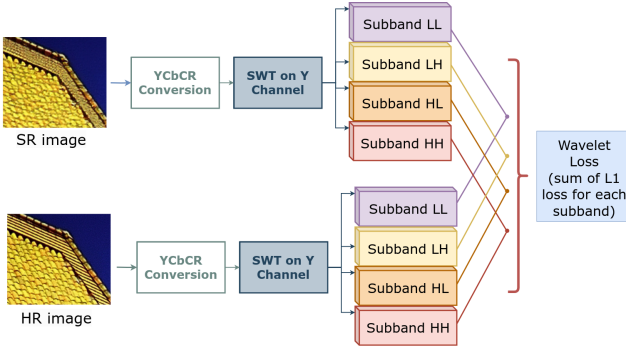 SR image
YCbCR
Conversion
SWT on Y
Channel
Subband LL
Subband LH
Subband HL
Subband HH
HR image
YCbCR
Conversion
SWT on Y
Channel
Subband LL
Subband LH
Subband HL
Subband HH
Wavelet
Loss
(sum of L1
loss for each
subband)